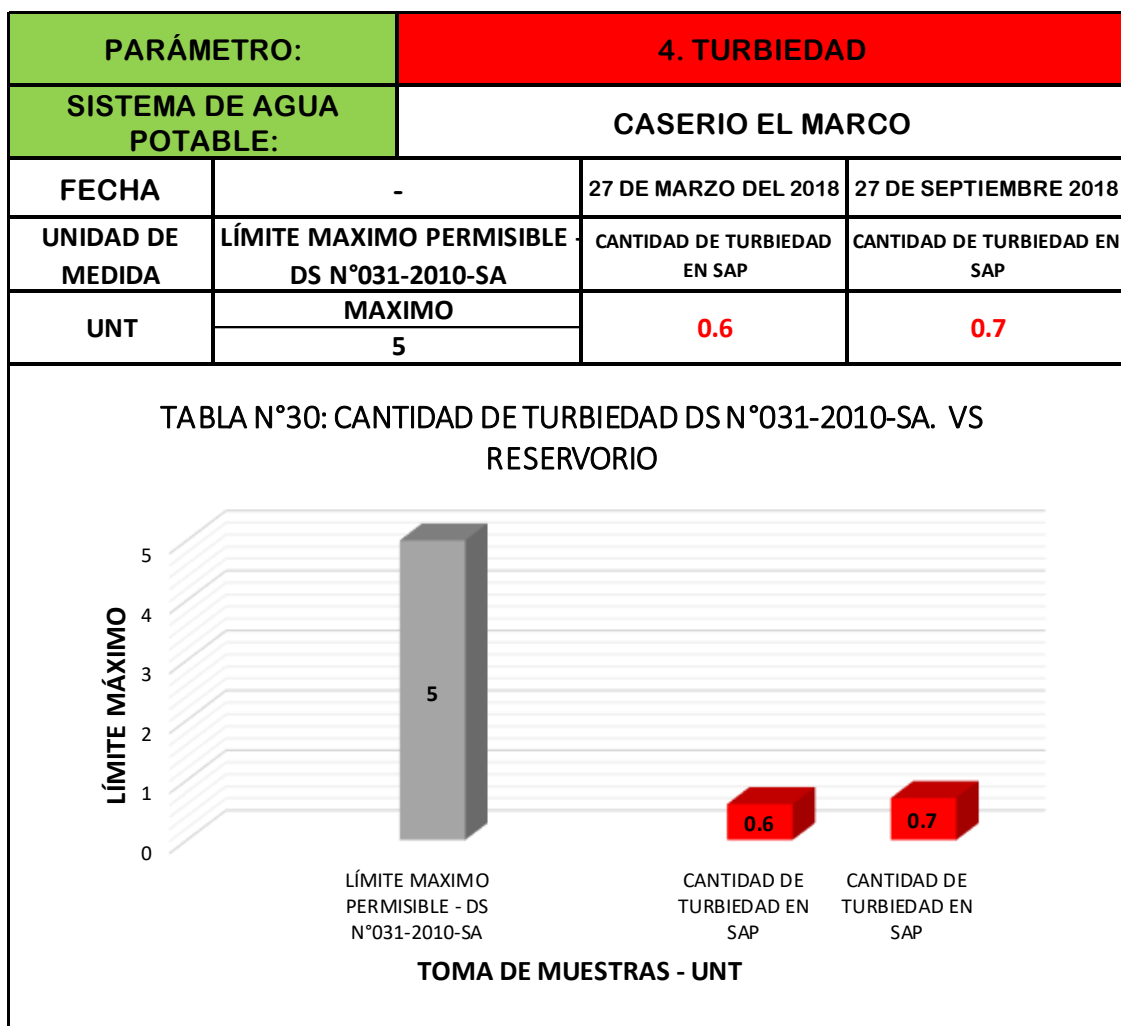 PARÁMETRO:
4. TURBIEDAD
SISTEMA DE AGUA
POTABLE:
CASERIO EL MARCO
FECHA
-
27 DE MARZO DEL 2018
27 DE SEPTIEMBRE 2018
UNIDAD DE
MEDIDA
LÍMITE MAXIMO PERMISIBLE -
DS N°031-2010-SA
CANTIDAD DE TURBIEDAD
EN SAP
CANTIDAD DE TURBIEDAD EN
SAP
UNT
MAXIMO
5
0.6
0.7
TABLA N°30: CANTIDAD DE TURBIEDAD DS N°031-2010-SA. VS
RESERVORIO
LÍMITE MÁXIMO
5
4
3
2
1
0
5
0.6
0.7
LÍMITE MAXIMO
PERMISIBLE - DS
N°031-2010-SA
CANTIDAD DE
TURBIEDAD EN
SAP
CANTIDAD DE
TURBIEDAD EN
SAP
TOMA DE MUESTRAS - UNT